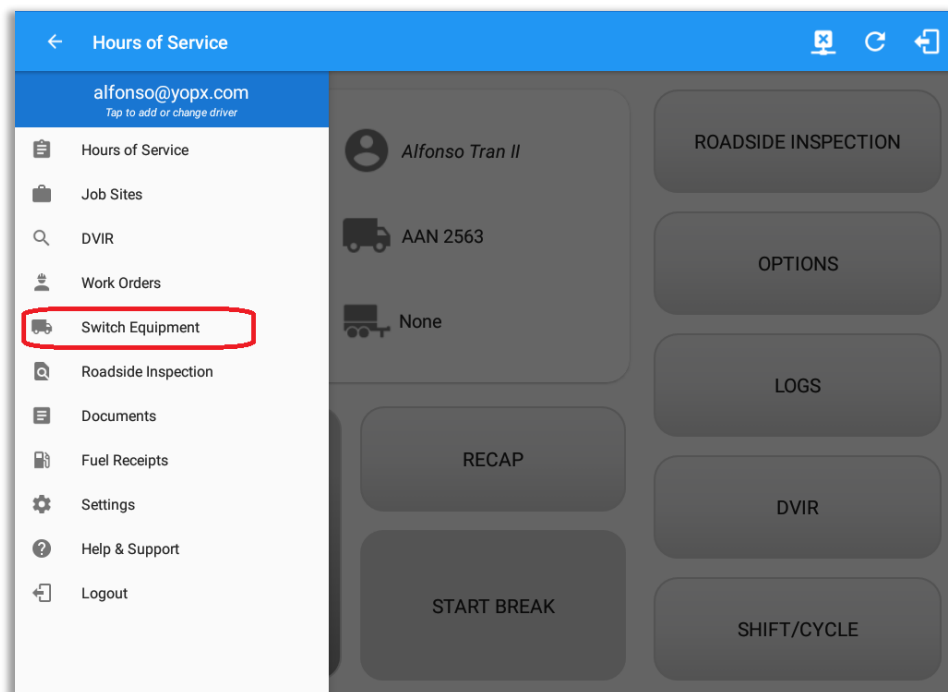 Hours of Service
alfonso@yopx.com
Tap to add or change driver
Hours of Service
Job Sites
DVIR
Work Orders
Switch Equipment
Roadside Inspection
Documents
Fuel Receipts
Settings
Help & Support
Logout
Alfonso Tran II
AAN 2563
None
RECAP
START BREAK
ROADSIDE INSPECTION
OPTIONS
LOGS
DVIR
SHIFT/CYCLE